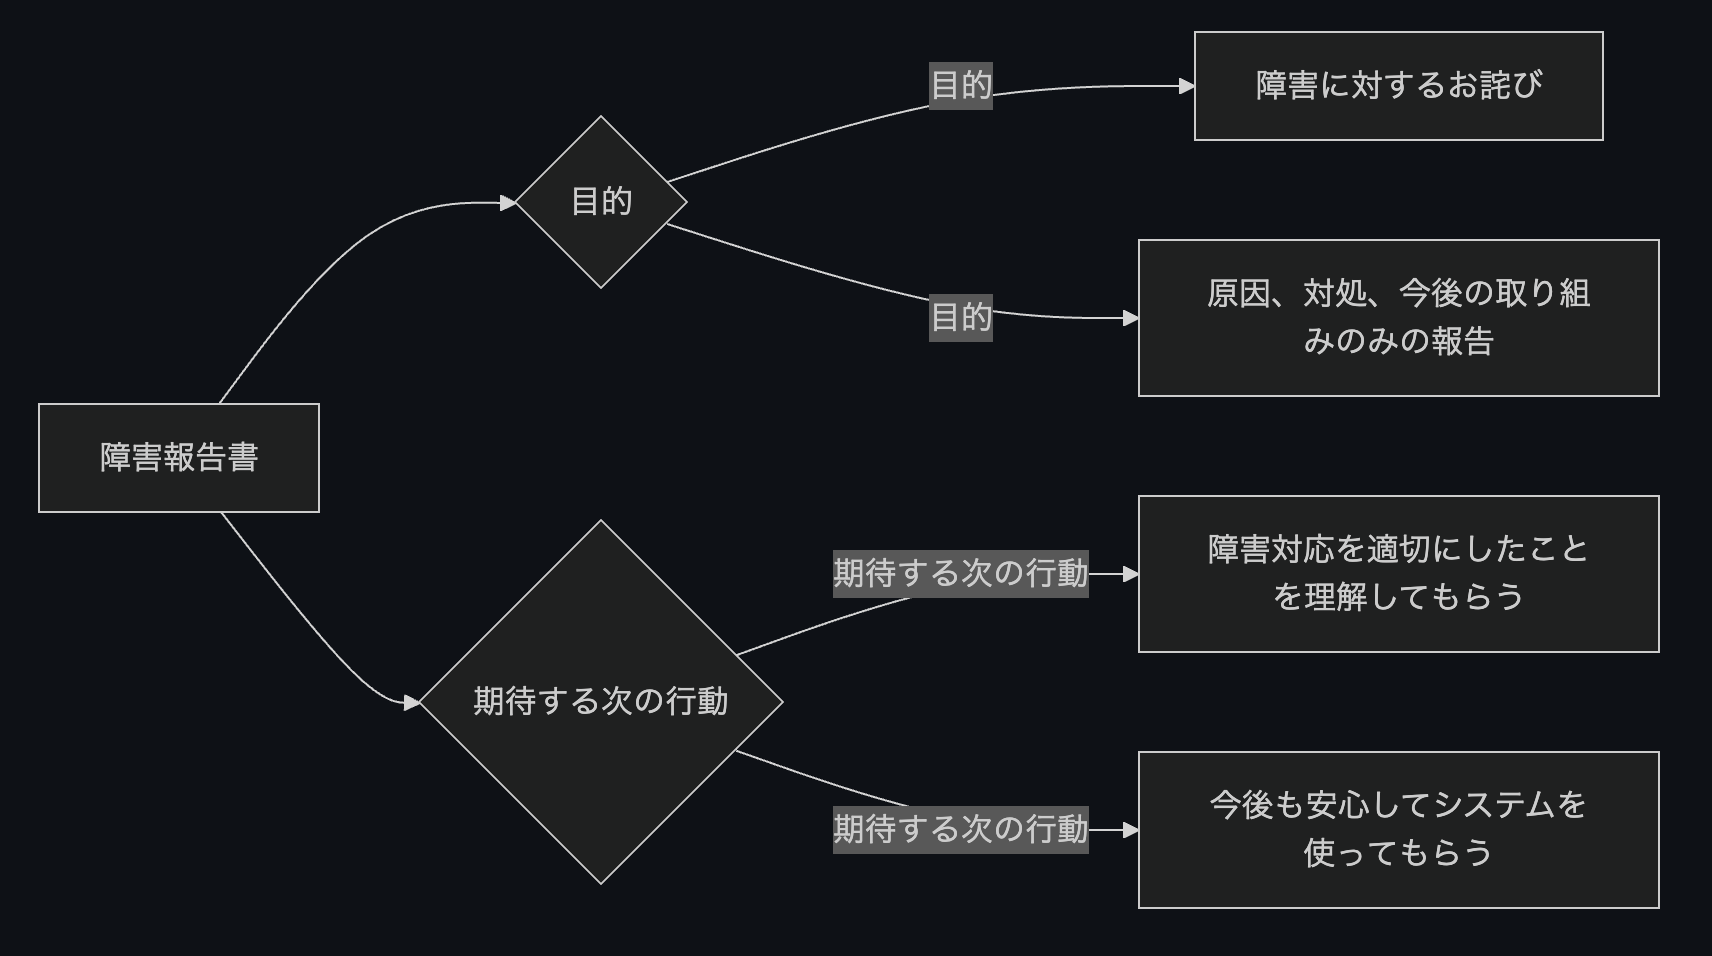 目的
障害に対するお詫び
目的
目的
原因、対処、今後の取り組
みのみの報告
障害報告書
期待する次の行動
障害対応を適切にしたこと
を理解してもらう
期待する次の行動
期待する次の行動
今後も安心してシステムを
使ってもらう